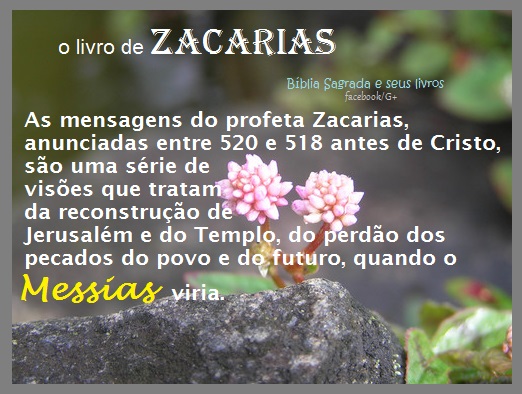 o livro de ZACARIAS
Bíblia Sagrada e seus livros
facebook/G+
As mensagens do profeta Zacarias,
anunciadas entre 520 e 518 antes de Cristo,
são uma série de
visões que tratam
da reconstrução de
Jerusalém e do Templo, do perdão dos
pecados do povo e do futuro, quando o
Messias viria.